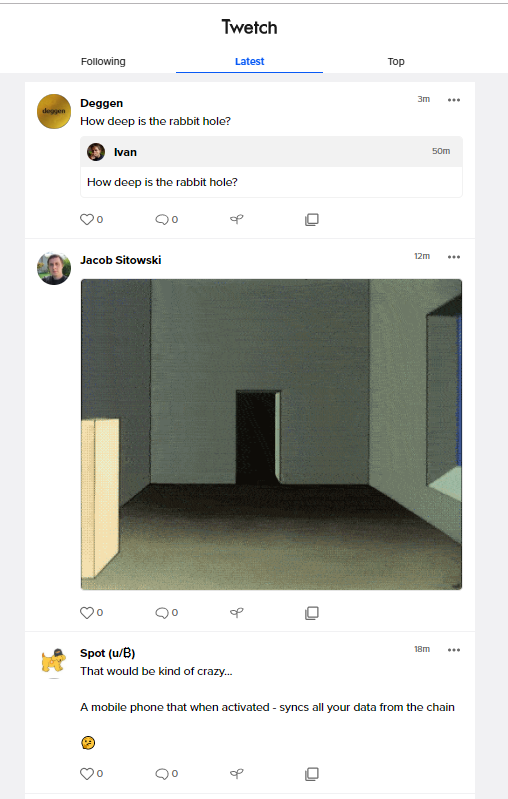 Twetch
Following
Latest
Top
deggen
Deggen
3m
How deep is the rabbit hole?
Ivan
50m
How deep is the rabbit hole?
0
0
Jacob Sitowski
12m
0
0
Spot (u/₿)
18m
That would be kind of crazy...
A mobile phone that when activated - syncs all your data from the chain
🤔
0
0